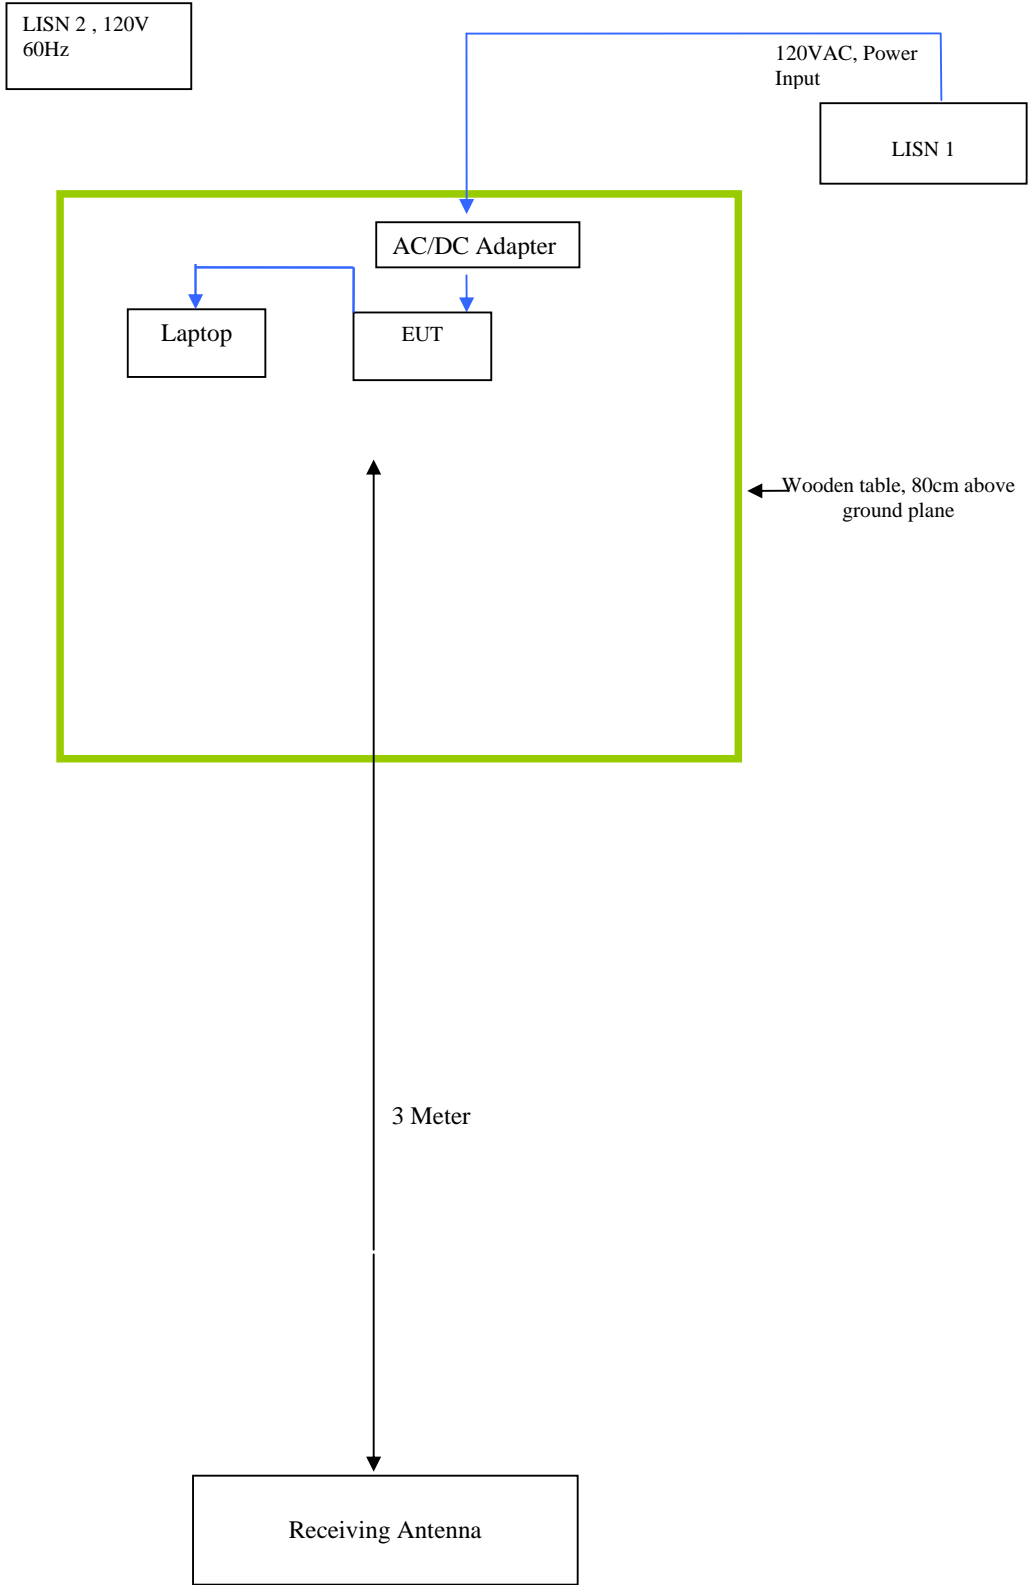 LISN 2 , 120V
60Hz
120VAC, Power
Input
LISN 1
AC/DC Adapter
Laptop
EUT
Wooden table, 80cm above
ground plane
3 Meter
Receiving Antenna